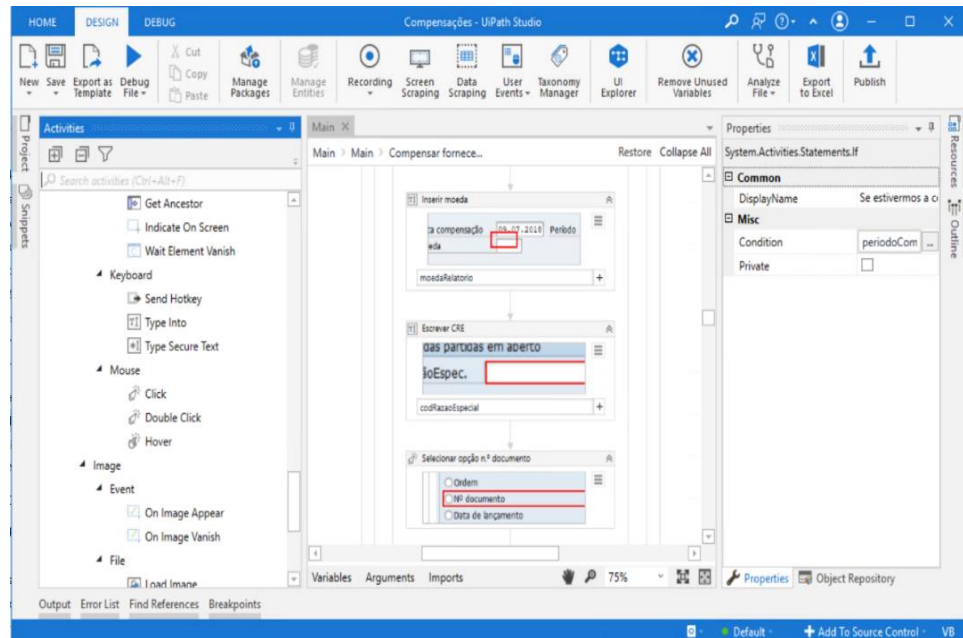 HOME DESIGN DEBUG Compensações - UiPath Studio
New Save Export as Template Debug File Cut Copy Paste Manage Packages Manage Entities Recording Screen Scraping Data Scraping User Events Taxonomy Manager UI Explorer Remove Unused Variables Analyze File Export to Excel Publish
Project
Snippets
Activities
Search activities (Ctrl+Alt+F)
Get Ancestor
Indicate On Screen
Wait Element Vanish
Keyboard
Send Hotkey
Type Into
Type Secure Text
Mouse
Click
Double Click
Hover
Image
Event
On Image Appear
On Image Vanish
File
Load Image
Main
Main > Main > Compensar fornece... Restore Collapse All
Inserir moeda
ta compensação 09.07.2018 Período
eda
moedaRelatorio
Escrever CRE
das partidas em aberto
ãoEspec.
codRazaoEspecial
Selecionar opção n.º documento
Ordem
Nº documento
Data de lançamento
Variables Arguments Imports 75%
Properties
System.Activities.Statements.If
Common
DisplayName Se estivermos a co
Misc
Condition periodoCom ...
Private
Properties Object Repository
Resources
Outline
Output Error List Find References Breakpoints
Default Add To Source Control VB